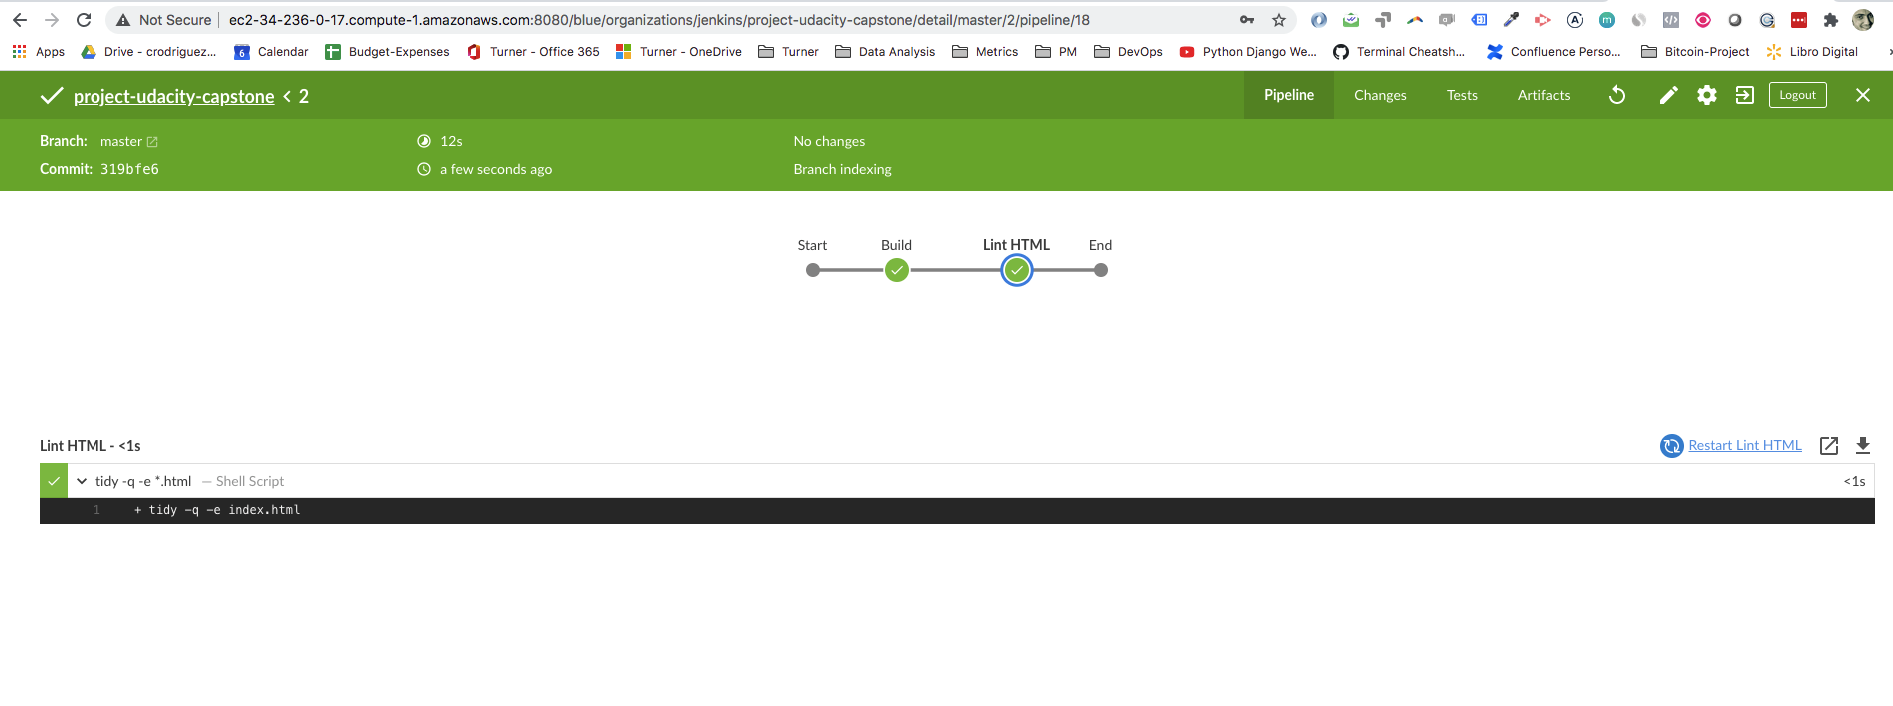 Not Secure ec2-34-236-0-17.compute-1.amazonaws.com:8080/blue/organizations/jenkins/project-udacity-capstone/detail/master/2/pipeline/18
Apps Drive - crodriguez... 6 Calendar Budget-Expenses Turner - Office 365 Turner - OneDrive Turner Data Analysis Metrics PM DevOps Python Django We... Terminal Cheatsh... Confluence Perso... Bitcoin-Project Libro Digital
project-udacity-capstone < 2 Pipeline Changes Tests Artifacts Logout
Branch: master 12s No changes
Commit: 319bfe6 a few seconds ago Branch indexing
Start Build Lint HTML End
Lint HTML - <1s Restart Lint HTML
tidy -q -e *.html — Shell Script <1s
1 + tidy -q -e index.html